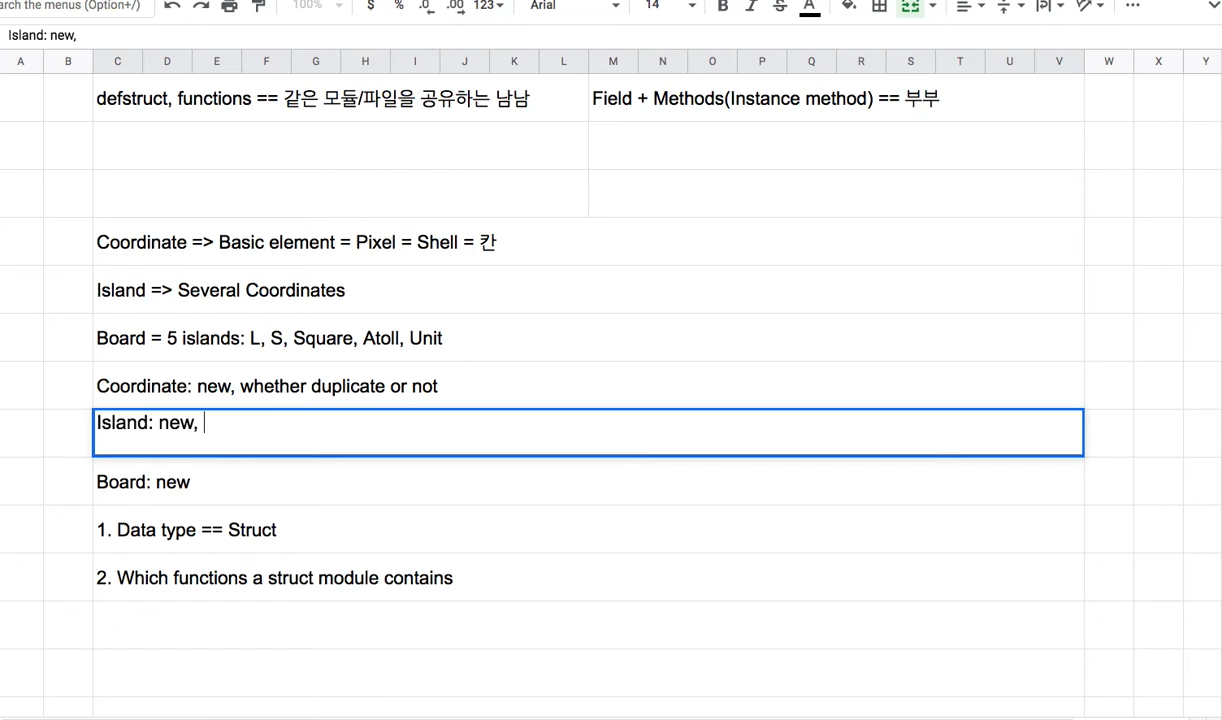 arch the menus (Option+/)
100% $ % .0 .00 123 Arial 14 B I S A
Island: new,
A B C D E F G H I J K L M N O P Q R S T U V W X Y
defstruct, functions == 같은 모듈/파일을 공유하는 남남
Field + Methods(Instance method) == 부부
Coordinate => Basic element = Pixel = Shell = 칸
Island => Several Coordinates
Board = 5 islands: L, S, Square, Atoll, Unit
Coordinate: new, whether duplicate or not
Island: new,
Board: new
1. Data type == Struct
2. Which functions a struct module contains